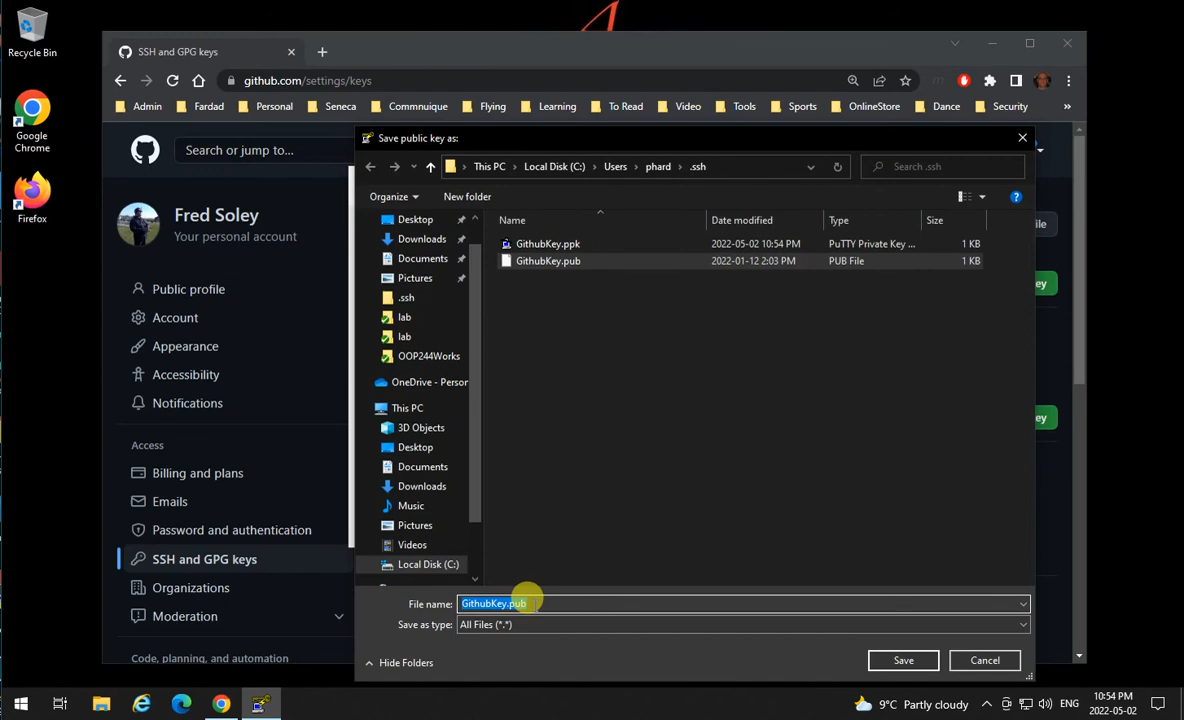 Recycle Bin
Google
Chrome
Firefox
SSH and GPG keys
github.com/settings/keys
Admin
Fardad
Personal
Seneca
Commnuique
Flying
Learning
To Read
Video
Tools
Sports
OnlineStore
Dance
Security
»
Search or jump to...
Fred Soley
Your personal account
Public profile
Account
Appearance
Accessibility
Notifications
Access
Billing and plans
Emails
Password and authentication
SSH and GPG keys
Organizations
Moderation
Code, planning, and automation
ile
ey
ey
Save public key as:
This PC > Local Disk (C:) > Users > phard > .ssh
Search .ssh
Organize
New folder
Name
Date modified
Type
Size
GithubKey.ppk
2022-05-02 10:54 PM
PuTTY Private Key ...
1 KB
GithubKey.pub
2022-01-12 2:03 PM
PUB File
1 KB
Desktop
Downloads
Documents
Pictures
.ssh
lab
lab
OOP244Works
OneDrive - Person
This PC
3D Objects
Desktop
Documents
Downloads
Music
Pictures
Videos
Local Disk (C:)
File name:
GithubKey.pub
Save as type:
All Files (*.*)
Hide Folders
Save
Cancel
9°C Partly cloudy
ENG
10:54 PM
2022-05-02